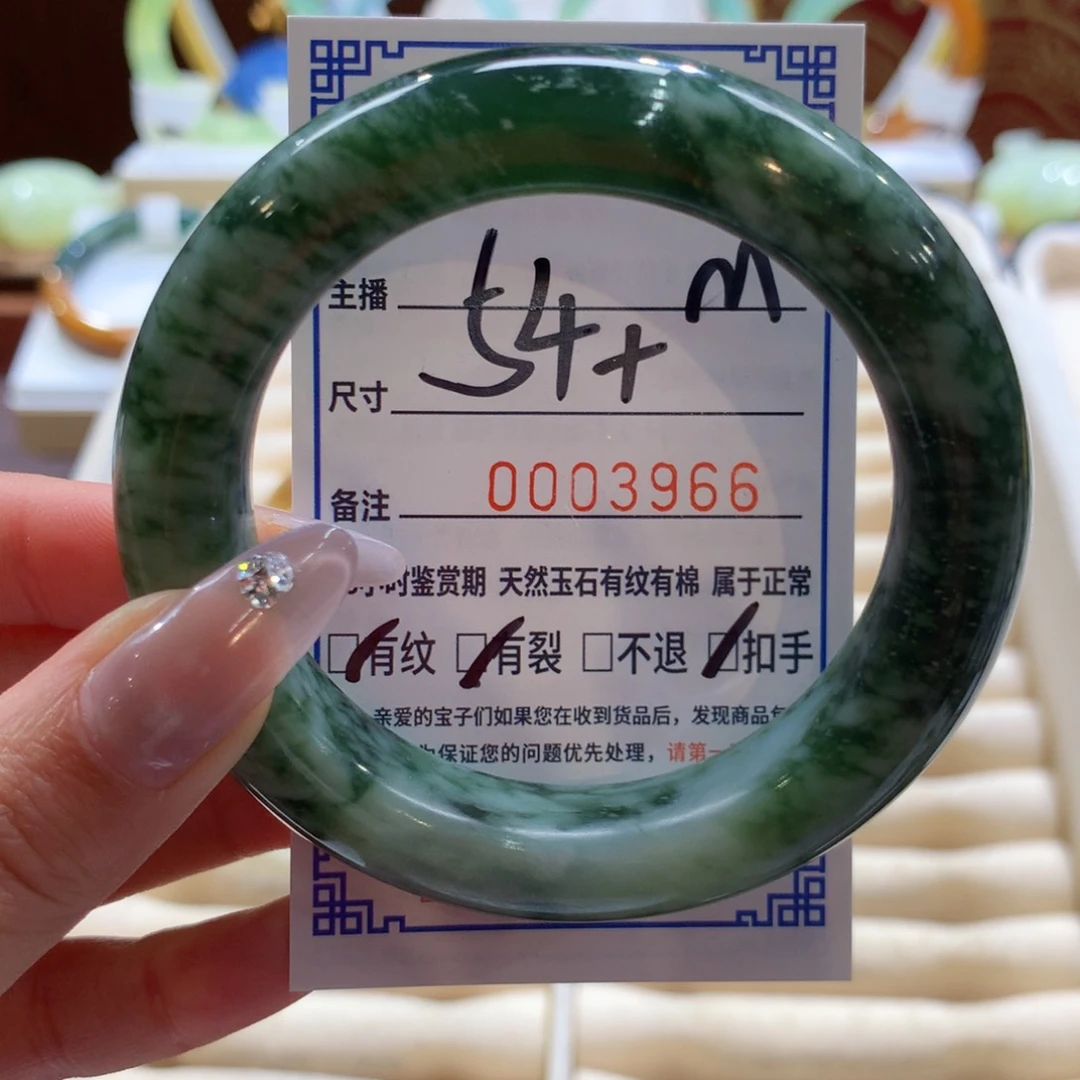 主播 M
尺寸 54+
备注 0003966
小时鉴赏期 天然玉石有纹有棉 属于正常
□有纹 □有裂 □不退 □扣手
亲爱的宝子们如果您在收到货品后，发现商品
为保证您的问题优先处理，请第一